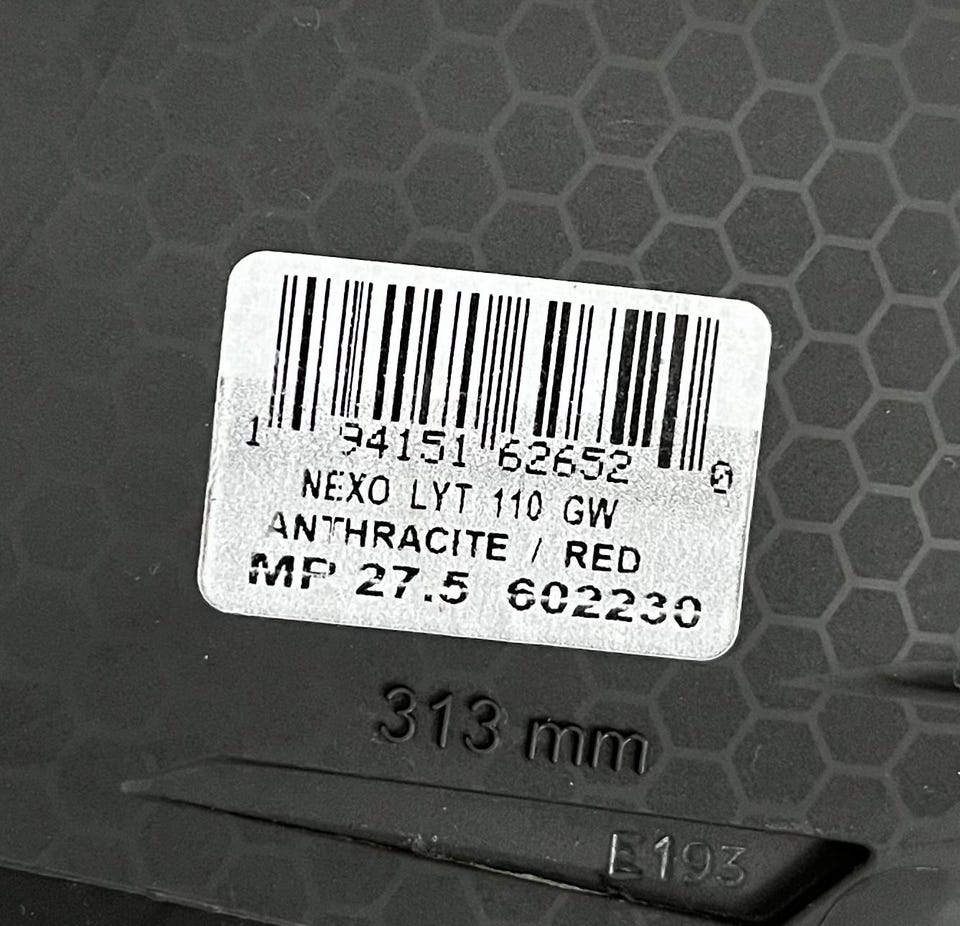 1 94151 62652 0
NEXO LYT 110 GW
ANTHRACITE / RED
MP 27.5 602230
313 mm
E193